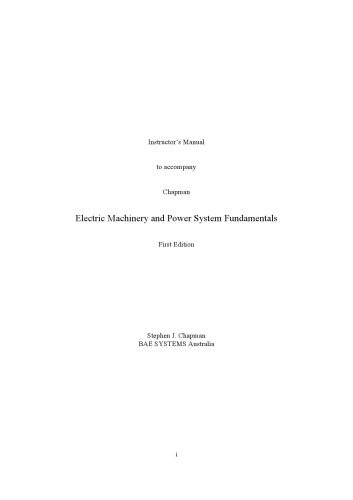 Instructor's Manual
to accompany
Chapman
Electric Machinery and Power System Fundamentals
First Edition
Stephen J. Chapman
BAE SYSTEMS Australia
i